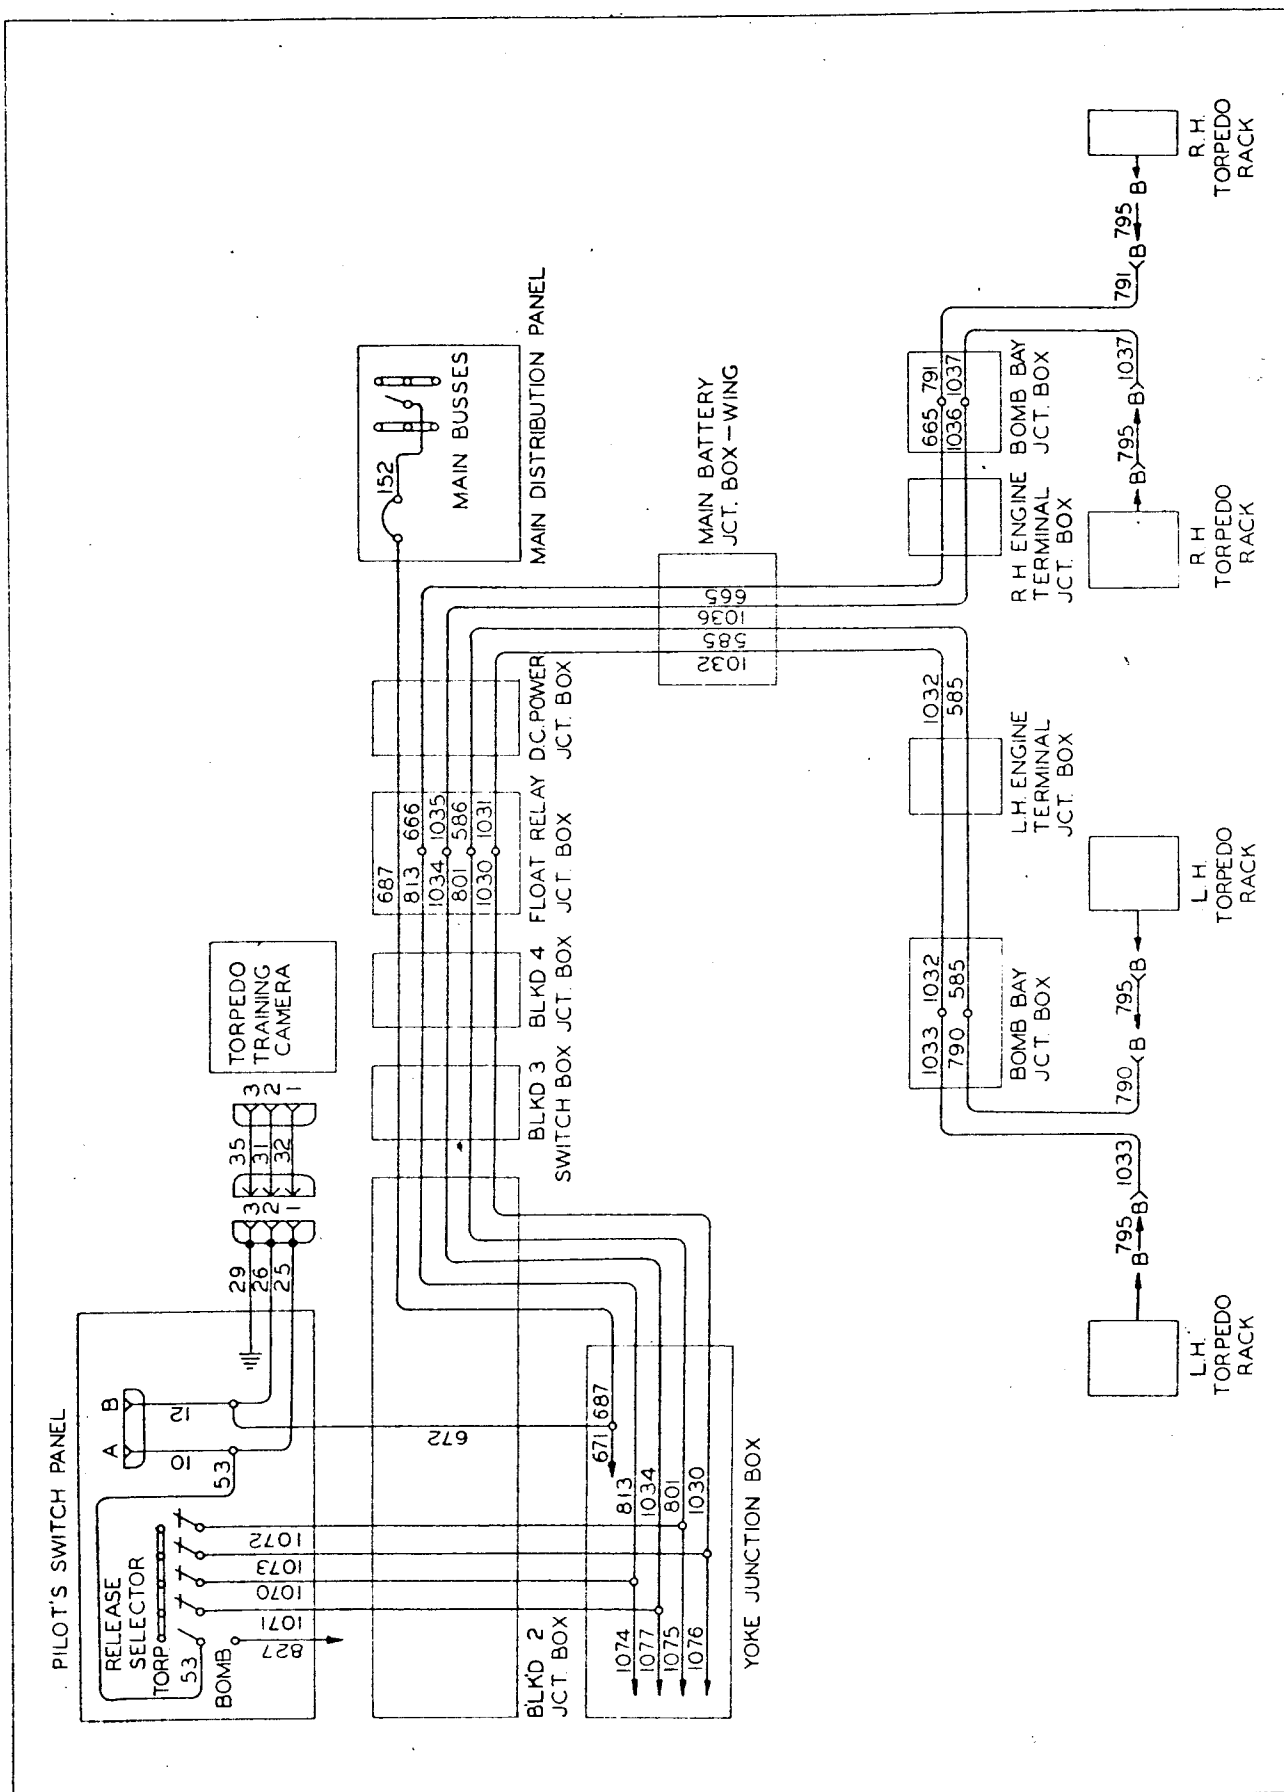 PILOT'S SWITCH PANEL
RELEASE
SELECTOR
TORP.
BOMB
53
53
A
B
10
12
827
1071
1070
1073
1072
29
26
25
3
2
1
35
31
32
3
2
1
TORPEDO
TRAINING
CAMERA
BLK'D 2
JCT. BOX
672
BLKD 3
SWITCH BOX
BLKD 4
JCT. BOX
FLOAT RELAY
JCT. BOX
687
813
666
1034
1035
801
586
1030
1031
D.C. POWER
JCT. BOX
152
MAIN BUSSES
MAIN DISTRIBUTION PANEL
YOKE JUNCTION BOX
671
687
813
1034
801
1030
1074
1077
1075
1076
MAIN BATTERY
JCT. BOX-WING
665
1036
585
1032
1032
585
L.H. ENGINE
TERMINAL
JCT. BOX
R H ENGINE
TERMINAL
JCT. BOX
BOMB BAY
JCT. BOX
665
791
1036
1037
BOMB BAY
JCT. BOX
1033
1032
790
585
L.H.
TORPEDO
RACK
B
795
B
1033
790
B
795
B
L.H.
TORPEDO
RACK
R.H
TORPEDO
RACK
B
795
B
1037
791
B
795
B
R.H.
TORPEDO
RACK